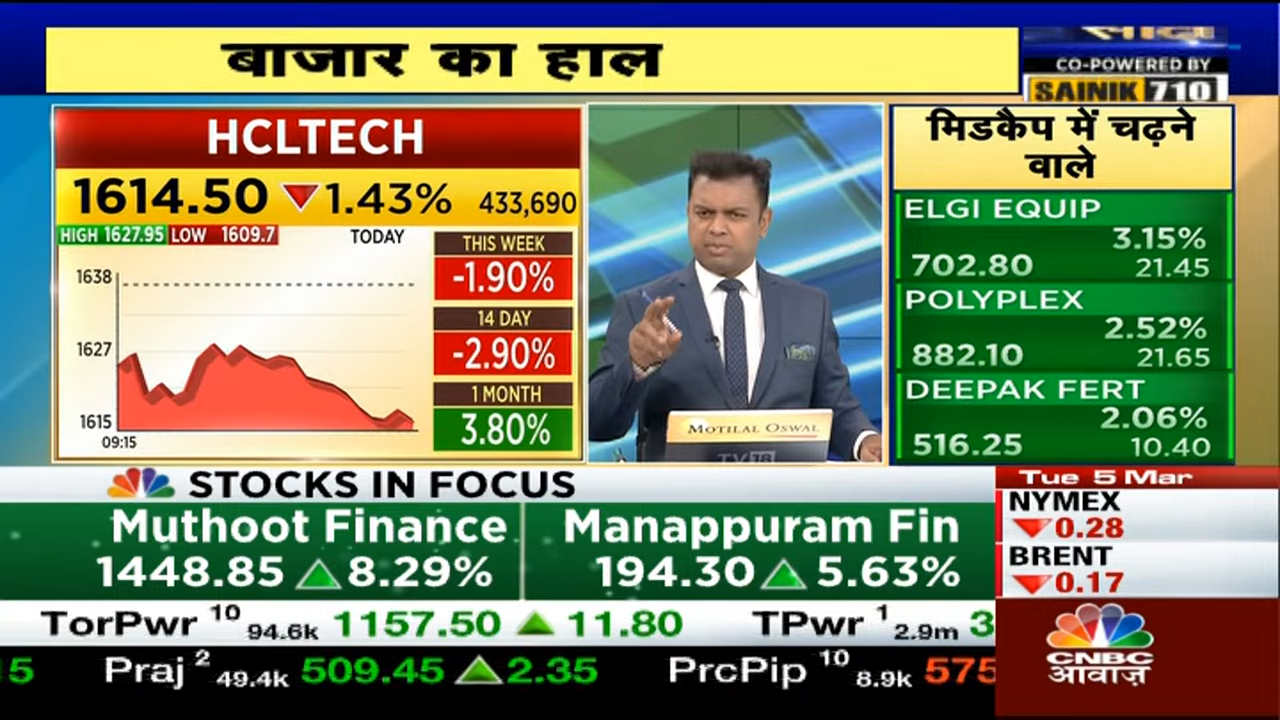 बाजार का हाल
CO-POWERED BY
SAINIK 710
HCLTECH
1614.50 1.43% 433,690
HIGH 1627.95 LOW 1609.7
TODAY
1638
1627
1615
09:15
THIS WEEK
-1.90%
14 DAY
-2.90%
1 MONTH
3.80%
MOTILAL OSWAL
TV18
मिडकैप में चढ़ने
वाले
ELGI EQUIP
3.15%
702.80 21.45
POLYPLEX
2.52%
882.10 21.65
DEEPAK FERT
2.06%
516.25 10.40
STOCKS IN FOCUS
Muthoot Finance
1448.85 8.29%
Manappuram Fin
194.30 5.63%
Tue 5 Mar
NYMEX
0.28
BRENT
0.17
TorPwr 10 94.6k 1157.50 11.80 TPwr 1 2.9m 3
5 Praj 2 49.4k 509.45 2.35 PrcPip 10 8.9k 575
CNBC
आवाज़